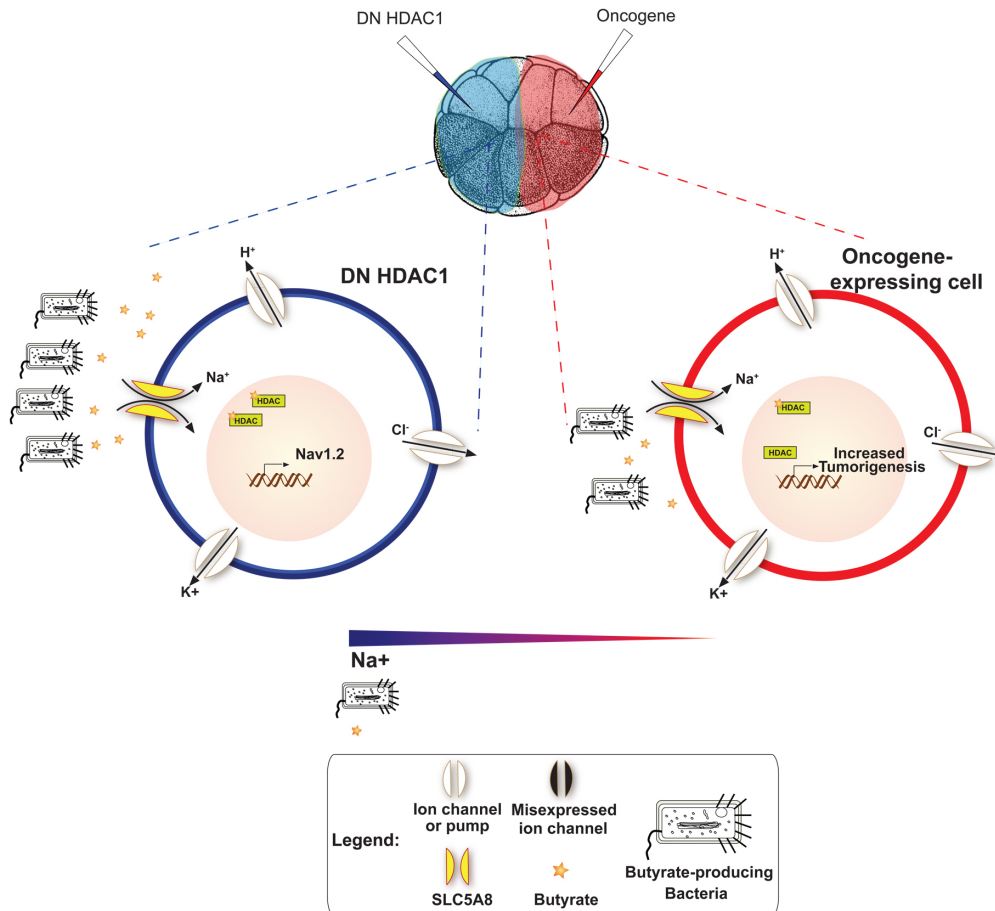 DN HDAC1
Oncogene
H+
DN HDAC1
Na+
HDAC
HDAC
Nav1.2
Cl-
K+
H+
Oncogene-
expressing cell
Na+
HDAC
HDAC
Increased
Tumorigenesis
Cl-
K+
Na+
Legend:
Ion channel
or pump
Misexpressed
ion channel
SLC5A8
Butyrate
Butyrate-producing
Bacteria